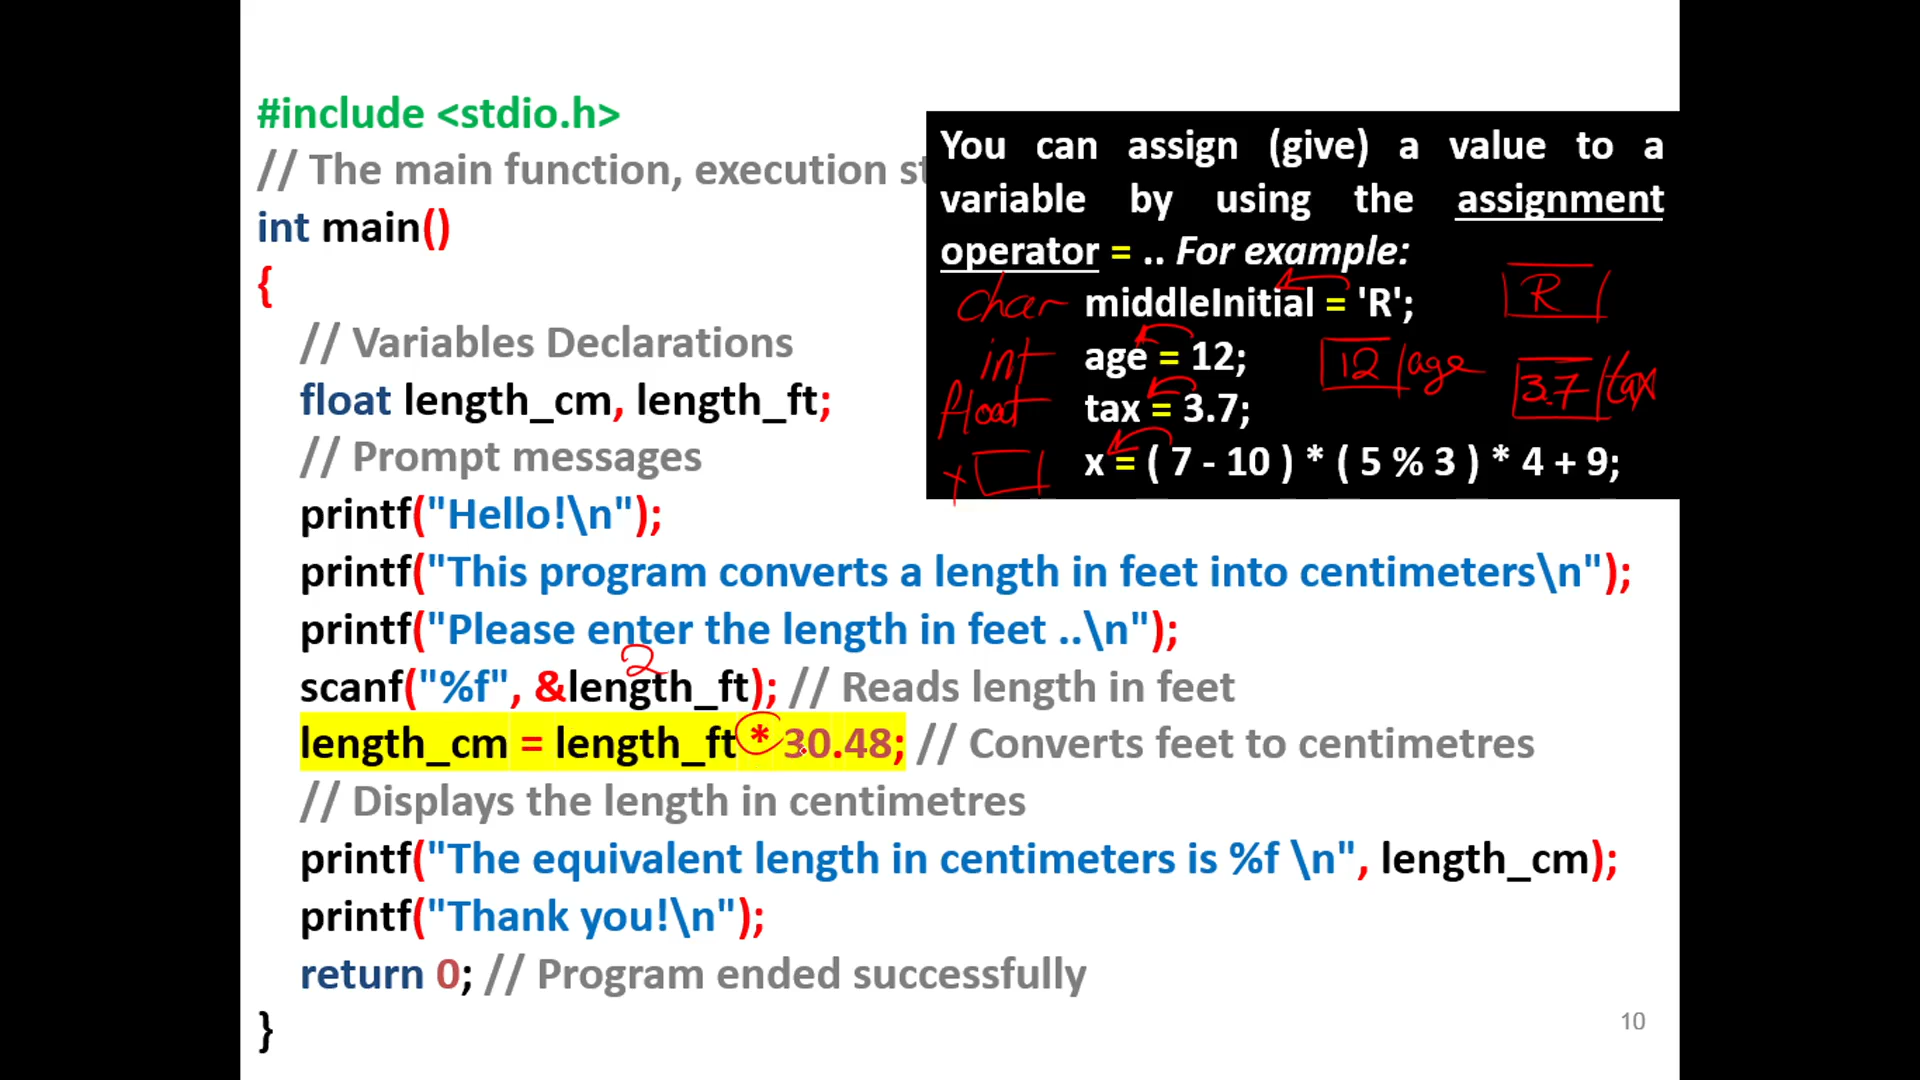 #include <stdio.h>
// The main function, execution st
int main()
{
// Variables Declarations
float length_cm, length_ft;
// Prompt messages
printf("Hello!\n");
printf("This program converts a length in feet into centimeters\n");
printf("Please enter the length in feet ..\n");
2
scanf("%f", &length_ft); // Reads length in feet
length_cm = length_ft * 30.48; // Converts feet to centimetres
// Displays the length in centimetres
printf("The equivalent length in centimeters is %f \n", length_cm);
printf("Thank you!\n");
return 0; // Program ended successfully
}
You can assign (give) a value to a
variable by using the assignment
operator = .. For example:
char middleInitial = 'R'; R
int age = 12; 12 age
float tax = 3.7; 3.7 tax
x x = ( 7 - 10 ) * ( 5 % 3 ) * 4 + 9;
10